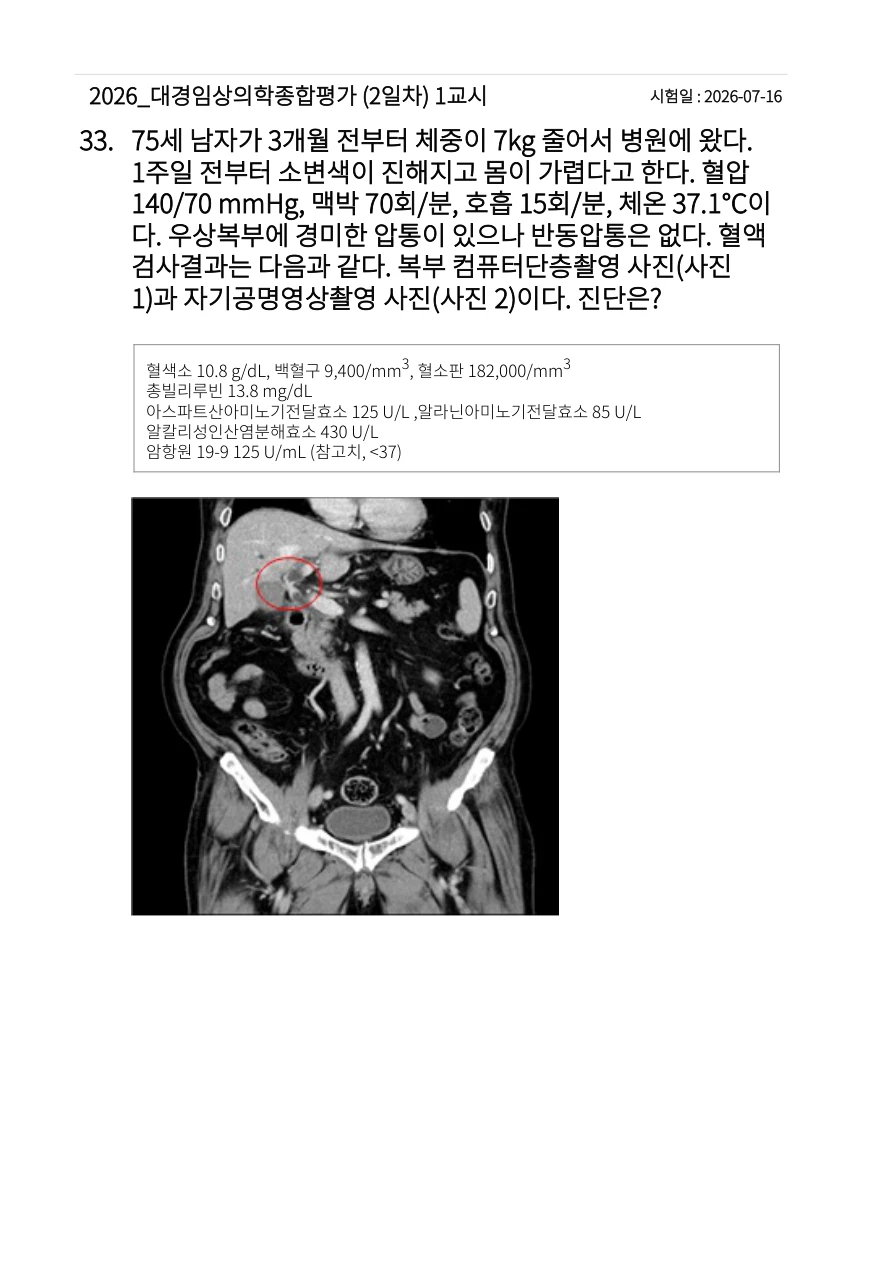 2026_대경임상의학종합평가 (2일차) 1교시
시험일 : 2026-07-16
33. 75세 남자가 3개월 전부터 체중이 7kg 줄어서 병원에 왔다.
1주일 전부터 소변색이 진해지고 몸이 가렵다고 한다. 혈압
140/70 mmHg, 맥박 70회/분, 호흡 15회/분, 체온 37.1℃이
다. 우상복부에 경미한 압통이 있으나 반동압통은 없다. 혈액
검사결과는 다음과 같다. 복부 컴퓨터단층촬영 사진(사진
1)과 자기공명영상촬영 사진(사진 2)이다. 진단은?
혈색소 10.8 g/dL, 백혈구 9,400/mm³, 혈소판 182,000/mm³
총빌리루빈 13.8 mg/dL
아스파트산아미노기전달효소 125 U/L ,알라닌아미노기전달효소 85 U/L
알칼리성인산염분해효소 430 U/L
암항원 19-9 125 U/mL (참고치, <37)